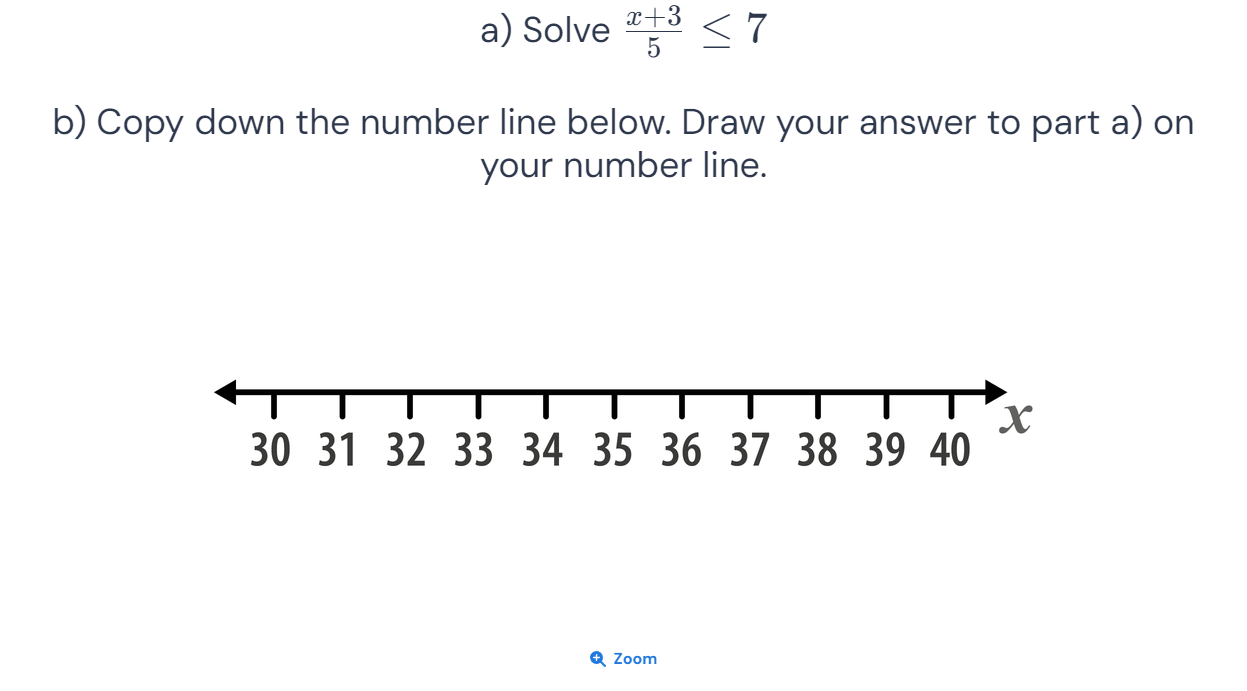 a) Solve \frac{x+3}{5} ≤ 7
b) Copy down the number line below. Draw your answer to part a) on
your number line.
30 31 32 33 34 35 36 37 38 39 40 x
Zoom